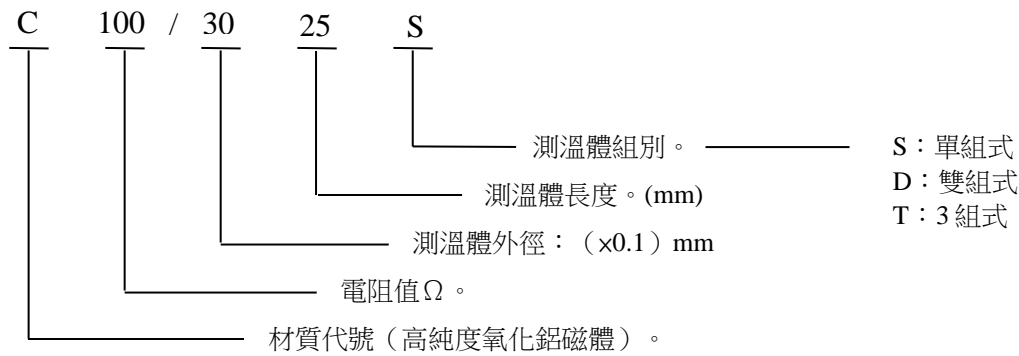 C 100 / 30 25 S
測溫體組別。
S：單組式
D：雙組式
T：3 組式
測溫體長度。(mm)
測溫體外徑：（×0.1）mm
電阻值Ω。
材質代號（高純度氧化鋁磁體）。